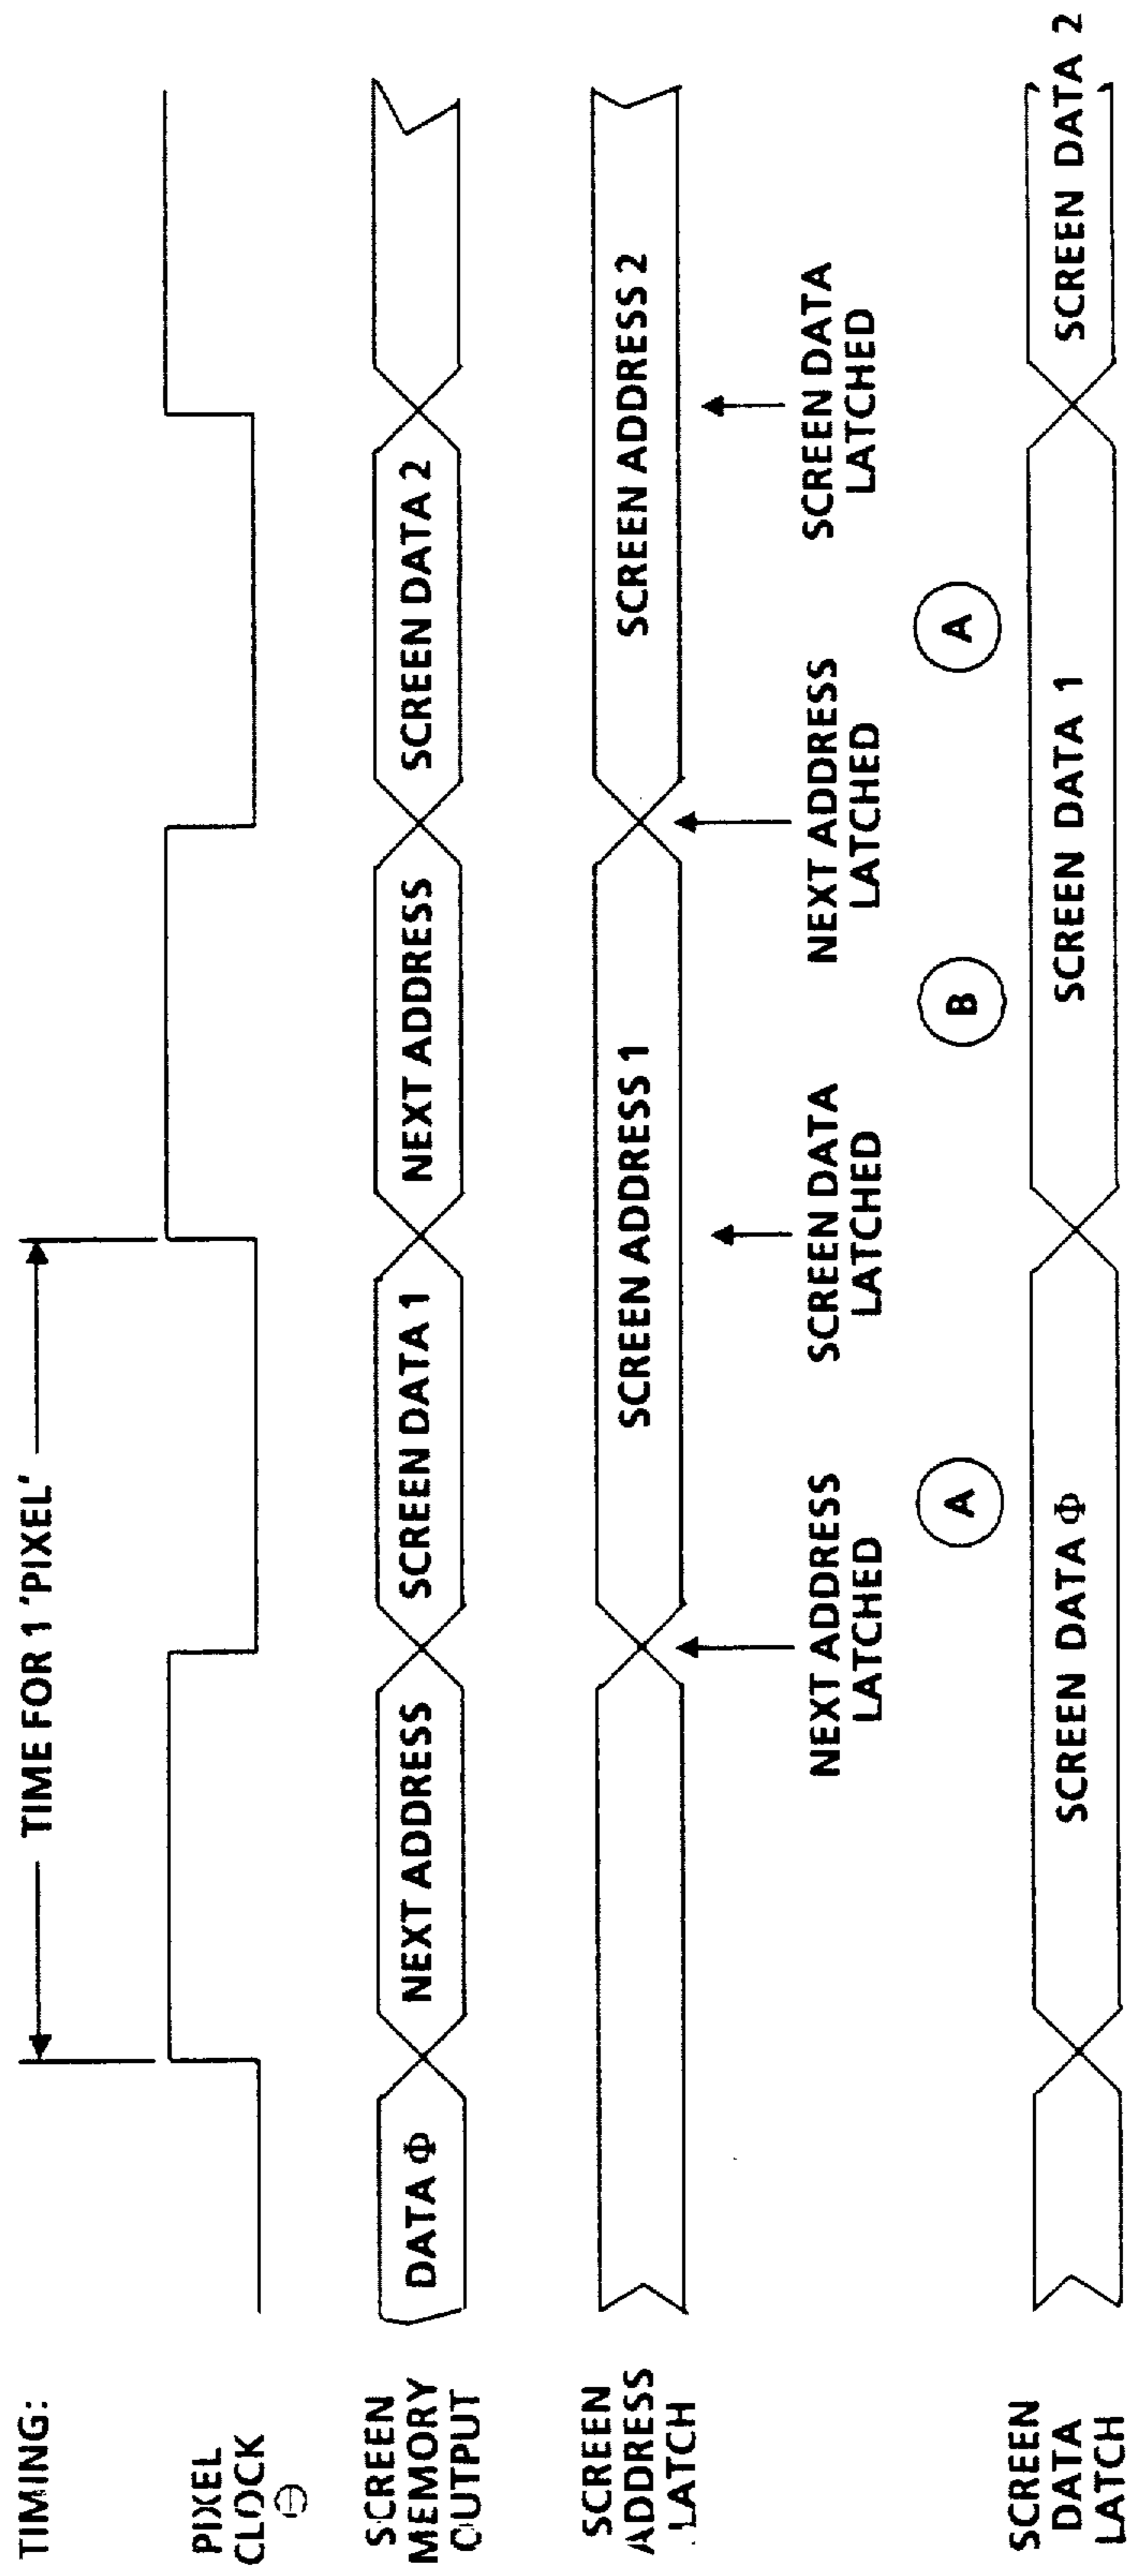 TIMING:
TIME FOR 1 'PIXEL'
PIXEL
CLOCK
Θ
SCREEN
MEMORY
OUTPUT
DATA Φ
NEXT ADDRESS
SCREEN DATA 1
NEXT ADDRESS
SCREEN DATA 2
SCREEN
ADDRESS
LATCH
SCREEN ADDRESS 1
SCREEN ADDRESS 2
NEXT ADDRESS
LATCHED
SCREEN DATA
LATCHED
NEXT ADDRESS
LATCHED
SCREEN DATA
LATCHED
A
B
A
SCREEN
DATA
LATCH
SCREEN DATA Φ
SCREEN DATA 1
SCREEN DATA 2